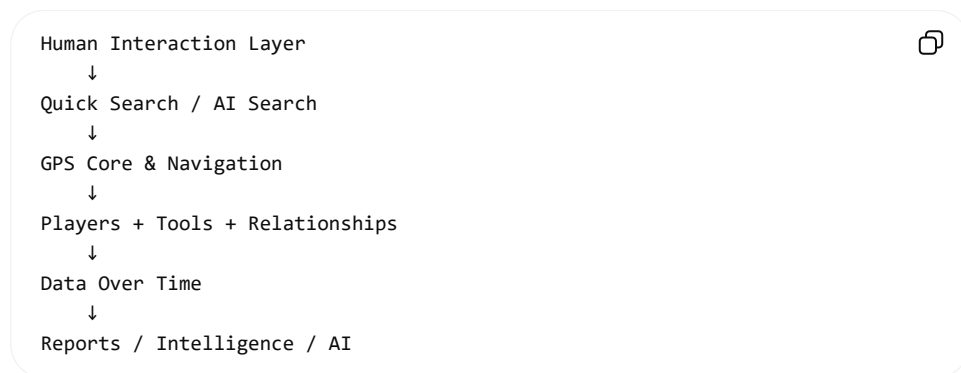 Human Interaction Layer
↓
Quick Search / AI Search
↓
GPS Core & Navigation
↓
Players + Tools + Relationships
↓
Data Over Time
↓
Reports / Intelligence / AI